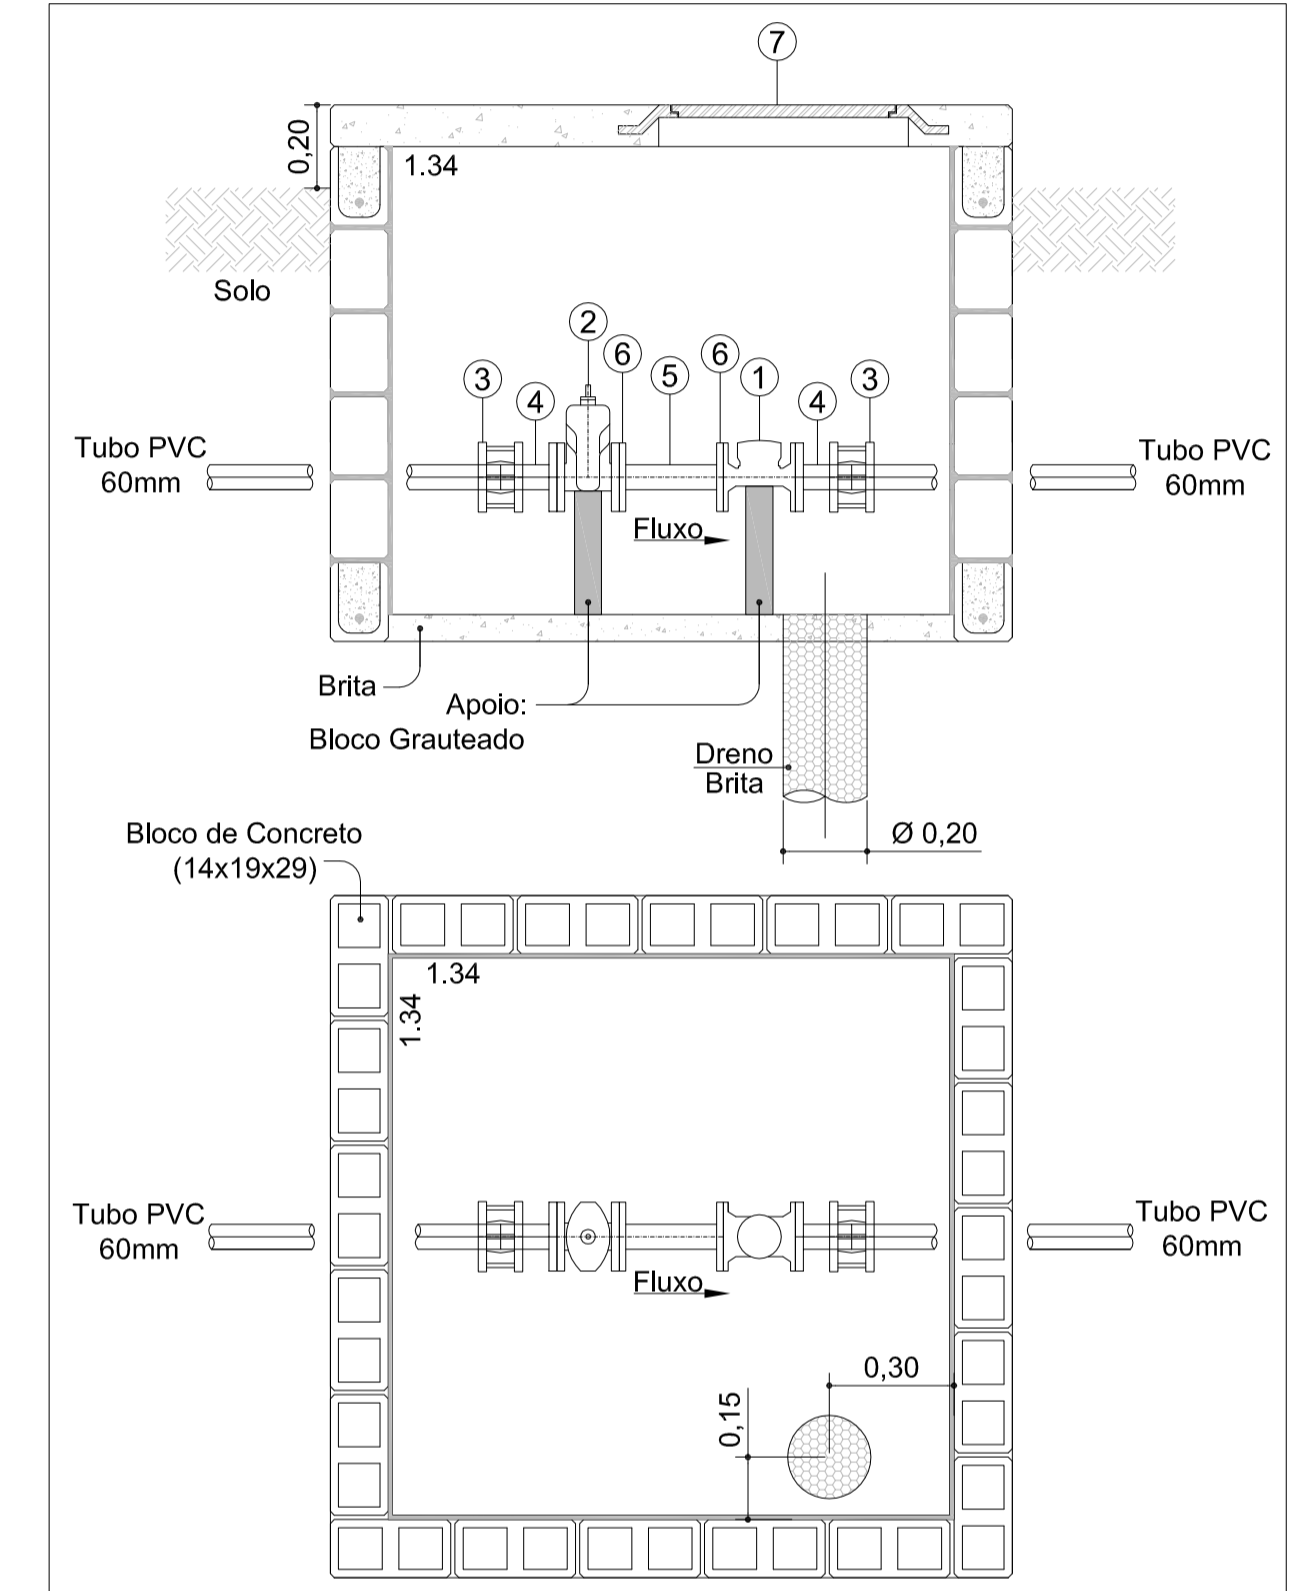 7
0,20
1.34
Solo
2
6
6
1
3
5
3
4
4
Tubo PVC
60mm
Tubo PVC
60mm
Fluxo
Brita
Apoio:
Bloco Grauteado
Dreno
Brita
Ø 0,20
Bloco de Concreto
(14x19x29)
1.34
1.34
Tubo PVC
60mm
Tubo PVC
60mm
Fluxo
0,30
0,15